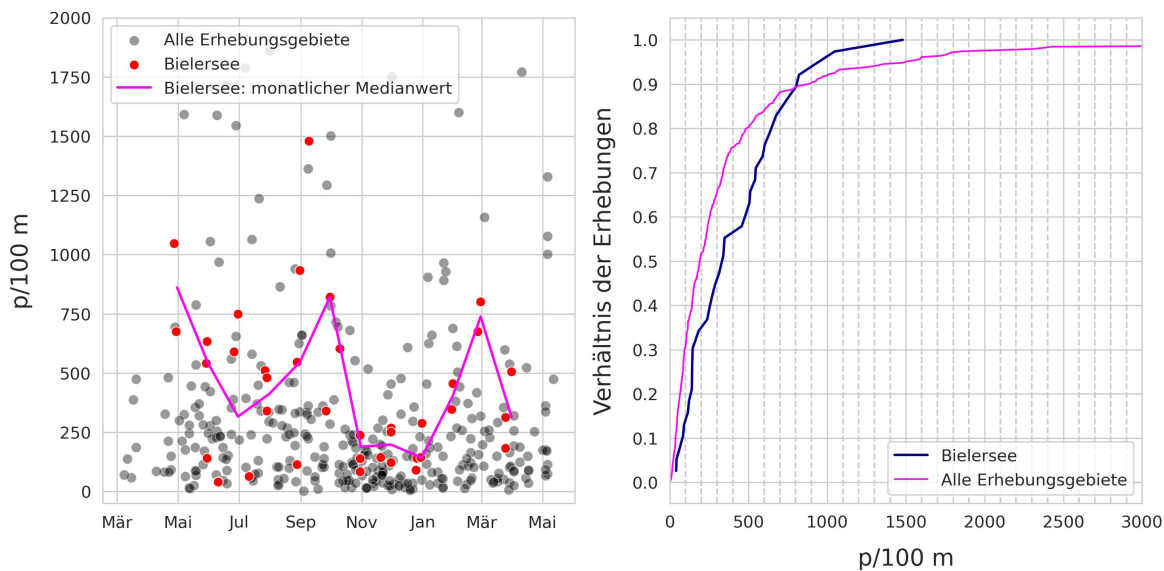 2000
1750
1500
1250
1000
750
500
250
0
p/100 m
Alle Erhebungsgebiete
Bielersee
Bielersee: monatlicher Medianwert
Mär
Mai
Jul
Sep
Nov
Jan
Mär
Mai
1.0
0.9
0.8
0.7
0.6
0.5
0.4
0.3
0.2
0.1
0.0
Verhältnis der Erhebungen
Bielersee
Alle Erhebungsgebiete
0
500
1000
1500
2000
2500
3000
p/100 m